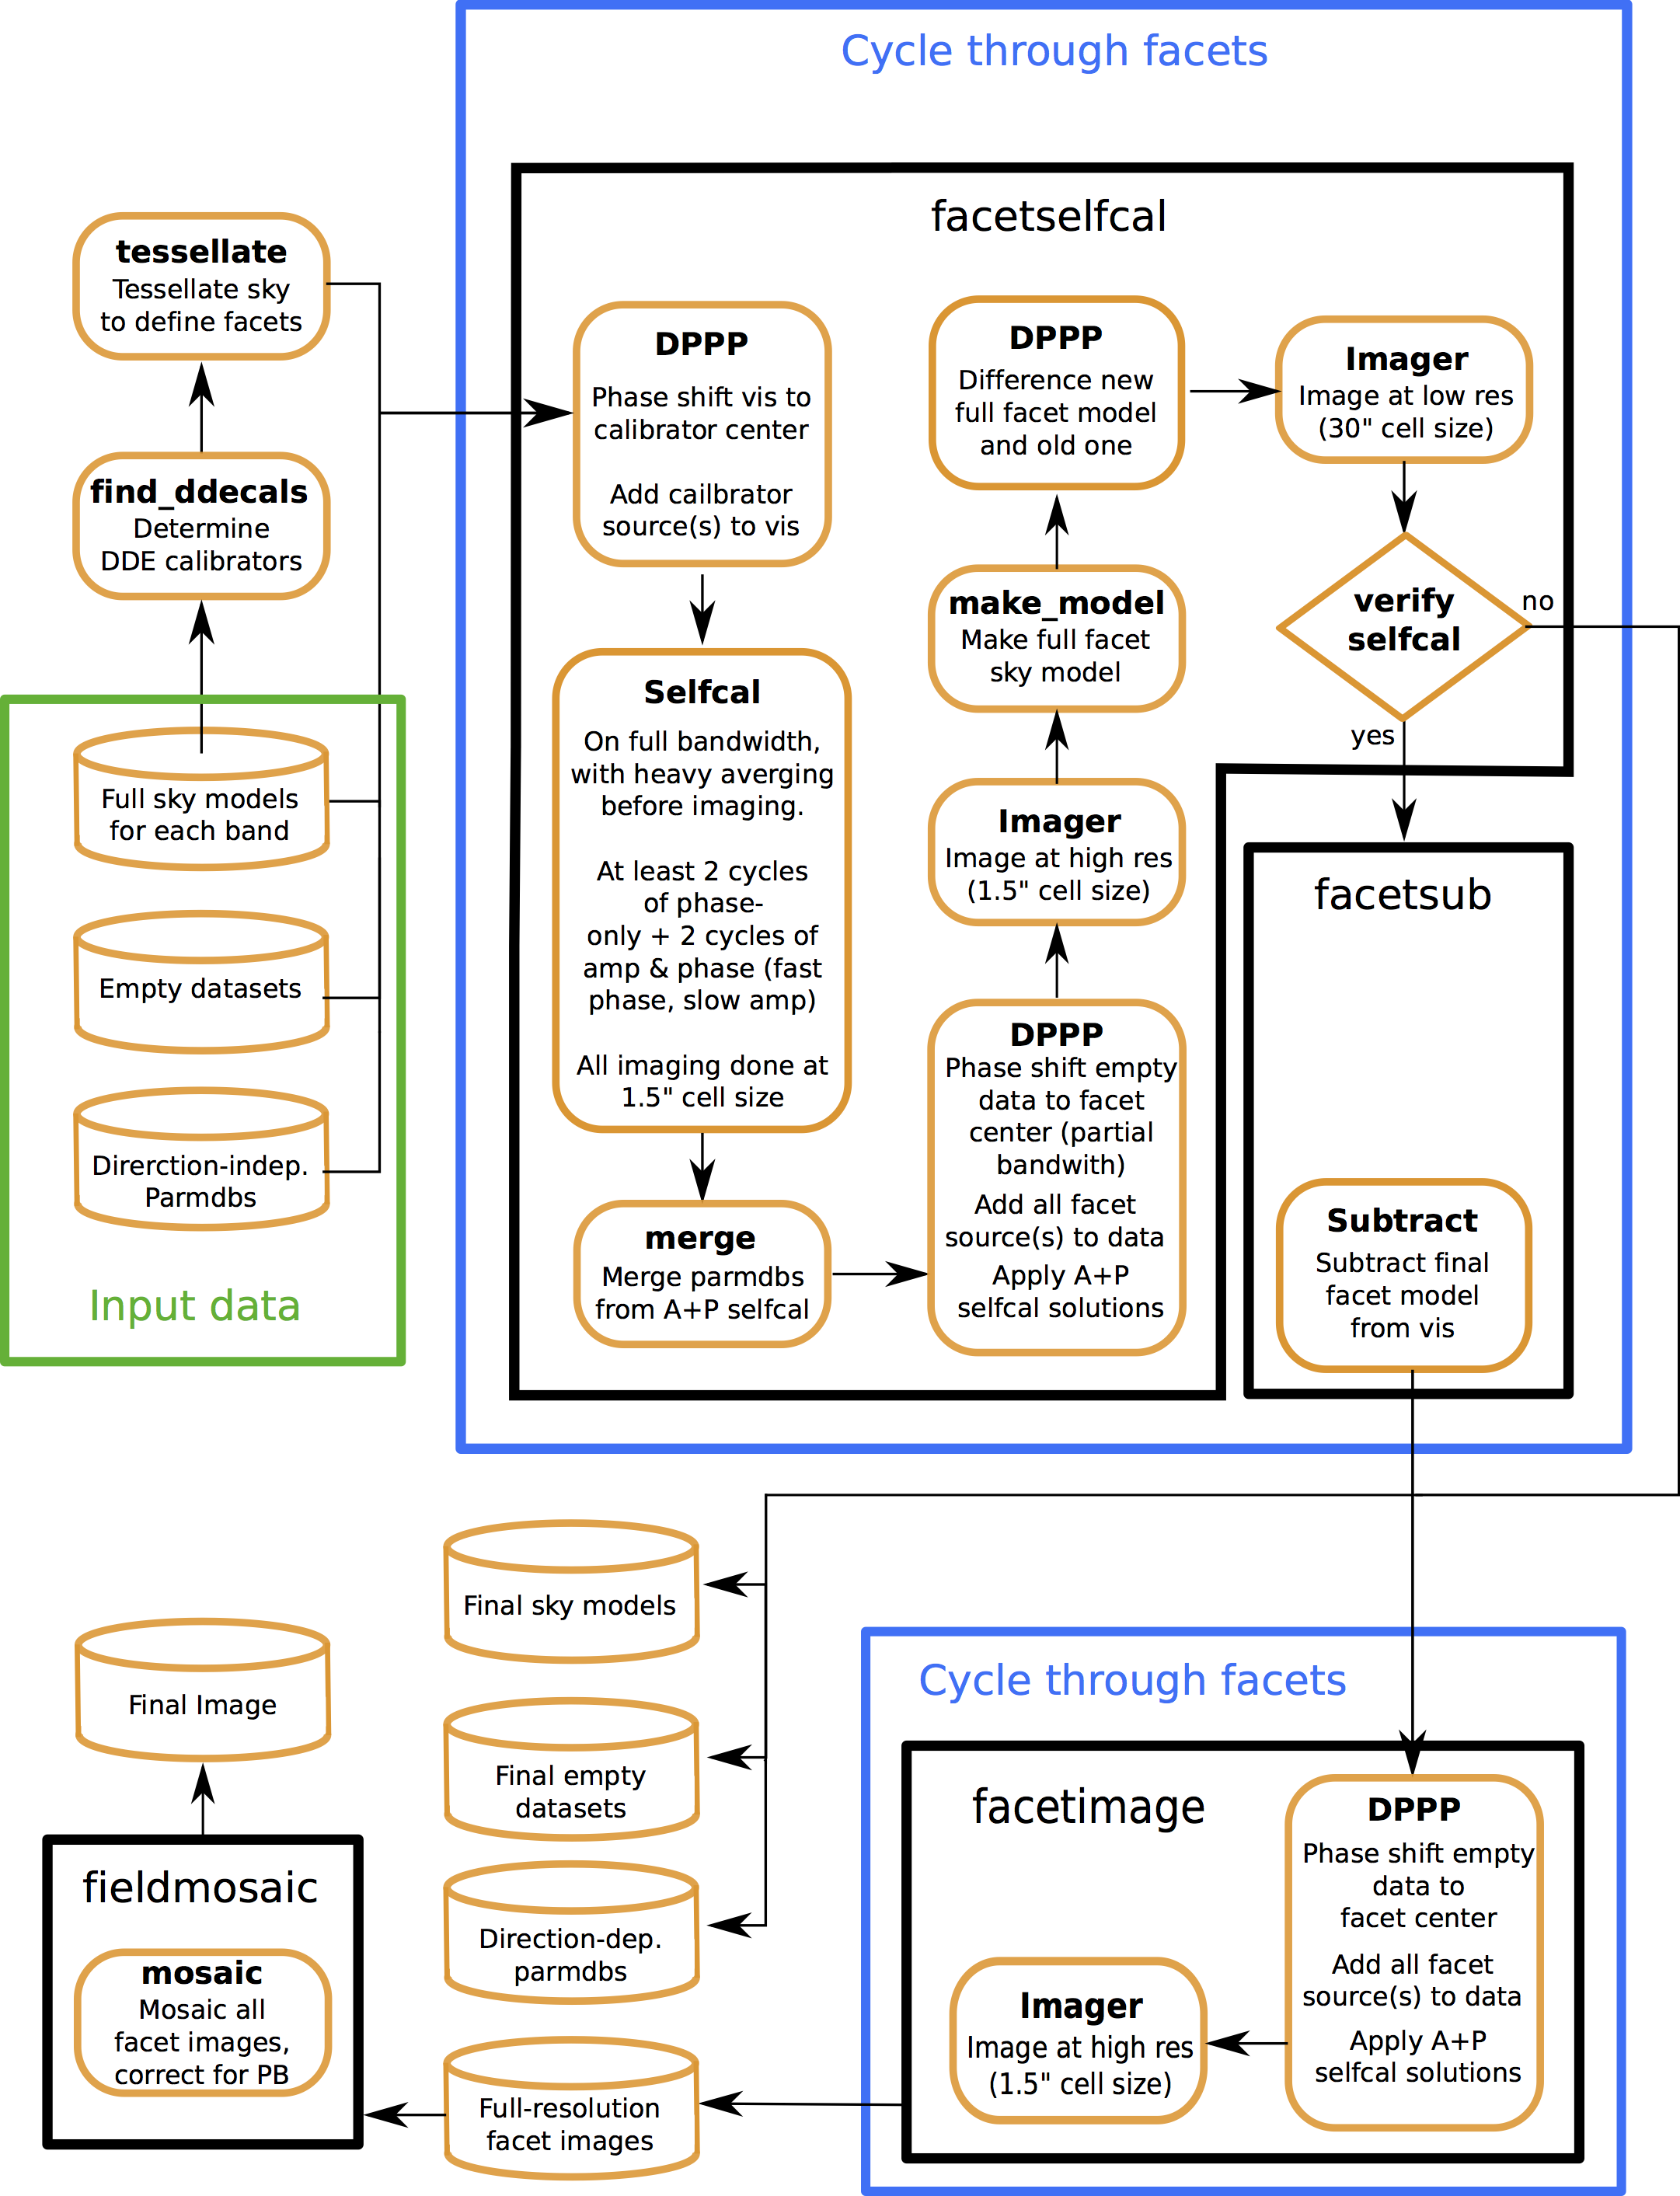 Cycle through facets
facetselfcal
tessellate
Tessellate sky
to define facets
find_ddecals
Determine
DDE calibrators
Full sky models
for each band
Empty datasets
Direrction-indep.
Parmdbs
Input data
DPPP
Phase shift vis to
calibrator center
Add cailbrator
source(s) to vis
Selfcal
On full bandwidth,
with heavy averging
before imaging.
At least 2 cycles
of phase-
only + 2 cycles of
amp & phase (fast
phase, slow amp)
All imaging done at
1.5" cell size
merge
Merge parmdbs
from A+P selfcal
DPPP
Difference new
full facet model
and old one
make_model
Make full facet
sky model
Imager
Image at high res
(1.5" cell size)
DPPP
Phase shift empty
data to facet
center (partial
bandwith)
Add all facet
source(s) to data
Apply A+P
selfcal solutions
Imager
Image at low res
(30" cell size)
verify
selfcal
no
yes
facetsub
Subtract
Subtract final
facet model
from vis
Final sky models
Final empty
datasets
Direction-dep.
parmdbs
Full-resolution
facet images
Final Image
fieldmosaic
mosaic
Mosaic all
facet images,
correct for PB
Cycle through facets
facetimage
DPPP
Phase shift empty
data to
facet center
Add all facet
source(s) to data
Apply A+P
selfcal solutions
Imager
Image at high res
(1.5" cell size)